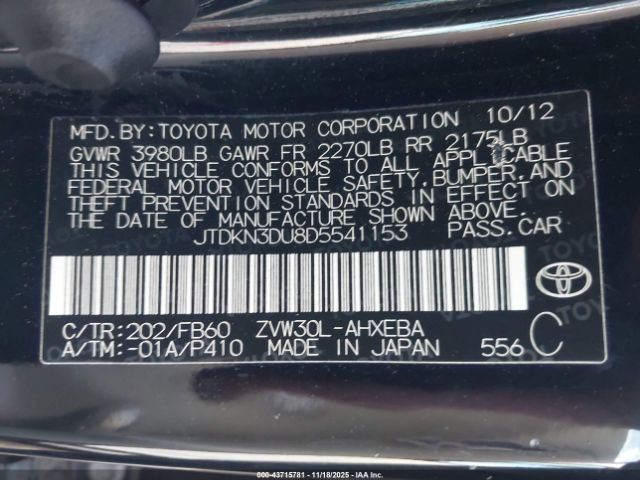 MFD.BY:TOYOTA MOTOR CORPORATION 10/12
GVWR 3980LB GAWR FR 2270LB RR 2175LB
THIS VEHICLE CONFORMS TO ALL APPLICABLE
FEDERAL MOTOR VEHICLE SAFETY,BUMPER,AND
THEFT PREVENTION STANDARDS IN EFFECT ON
THE DATE OF MANUFACTURE SHOWN ABOVE.
JTDKN3DU8D5541153 PASS.CAR
C/TR:202/FB60 ZVW30L-AHXEBA
A/TM:-01A/P410 MADE IN JAPAN 556 C
© - 43715781 - 11/18/2025 - IAA Inc.